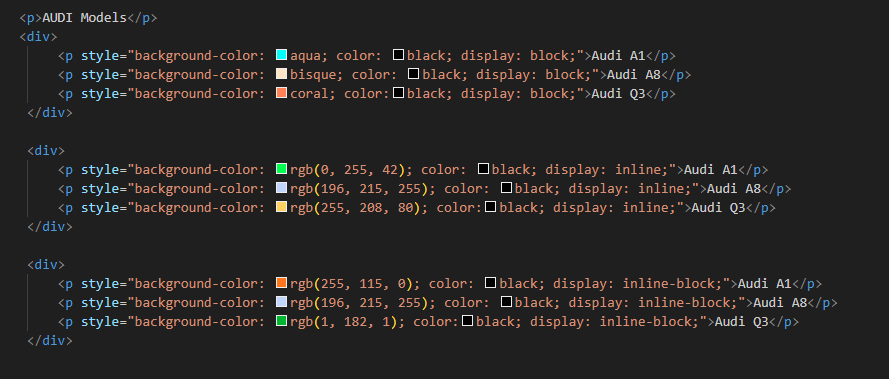 <p>AUDI Models</p>
<div>
<p style="background-color: aqua; color: black; display: block;">Audi A1</p>
<p style="background-color: bisque; color: black; display: block;">Audi A8</p>
<p style="background-color: coral; color:black; display: block;">Audi Q3</p>
</div>
<div>
<p style="background-color: rgb(0, 255, 42); color: black; display: inline;">Audi A1</p>
<p style="background-color: rgb(196, 215, 255); color: black; display: inline;">Audi A8</p>
<p style="background-color: rgb(255, 208, 80); color:black; display: inline;">Audi Q3</p>
</div>
<div>
<p style="background-color: rgb(255, 115, 0); color: black; display: inline-block;">Audi A1</p>
<p style="background-color: rgb(196, 215, 255); color: black; display: inline-block;">Audi A8</p>
<p style="background-color: rgb(1, 182, 1); color:black; display: inline-block;">Audi Q3</p>
</div>